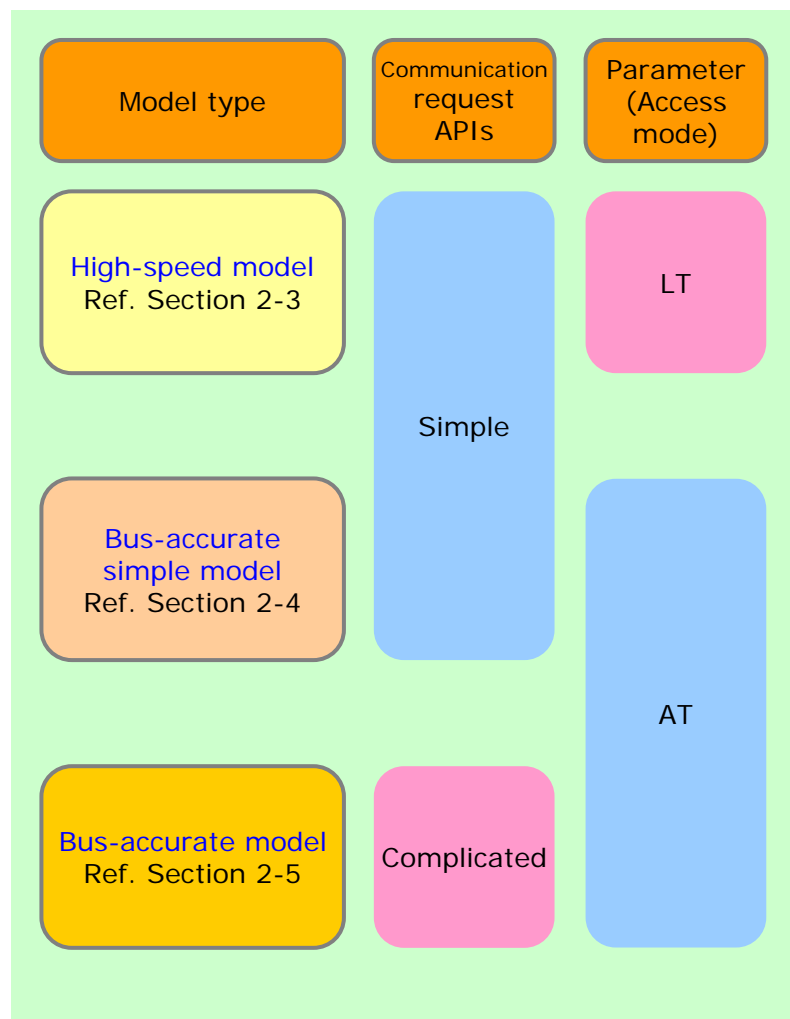 Model type
Communication
request
APIs
Parameter
(Access
mode)
High-speed model
Ref. Section 2-3
Simple
LT
Bus-accurate
simple model
Ref. Section 2-4
AT
Bus-accurate model
Ref. Section 2-5
Complicated